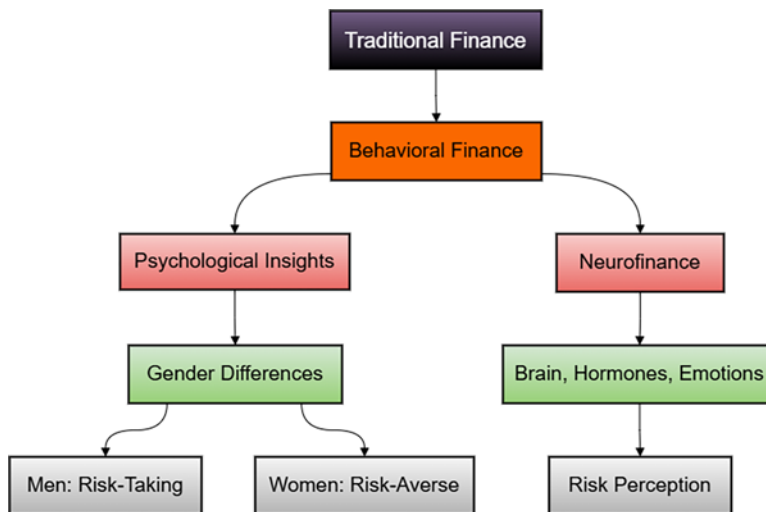 Traditional Finance
Behavioral Finance
Psychological Insights
Neurofinance
Gender Differences
Brain, Hormones, Emotions
Men: Risk-Taking
Women: Risk-Averse
Risk Perception